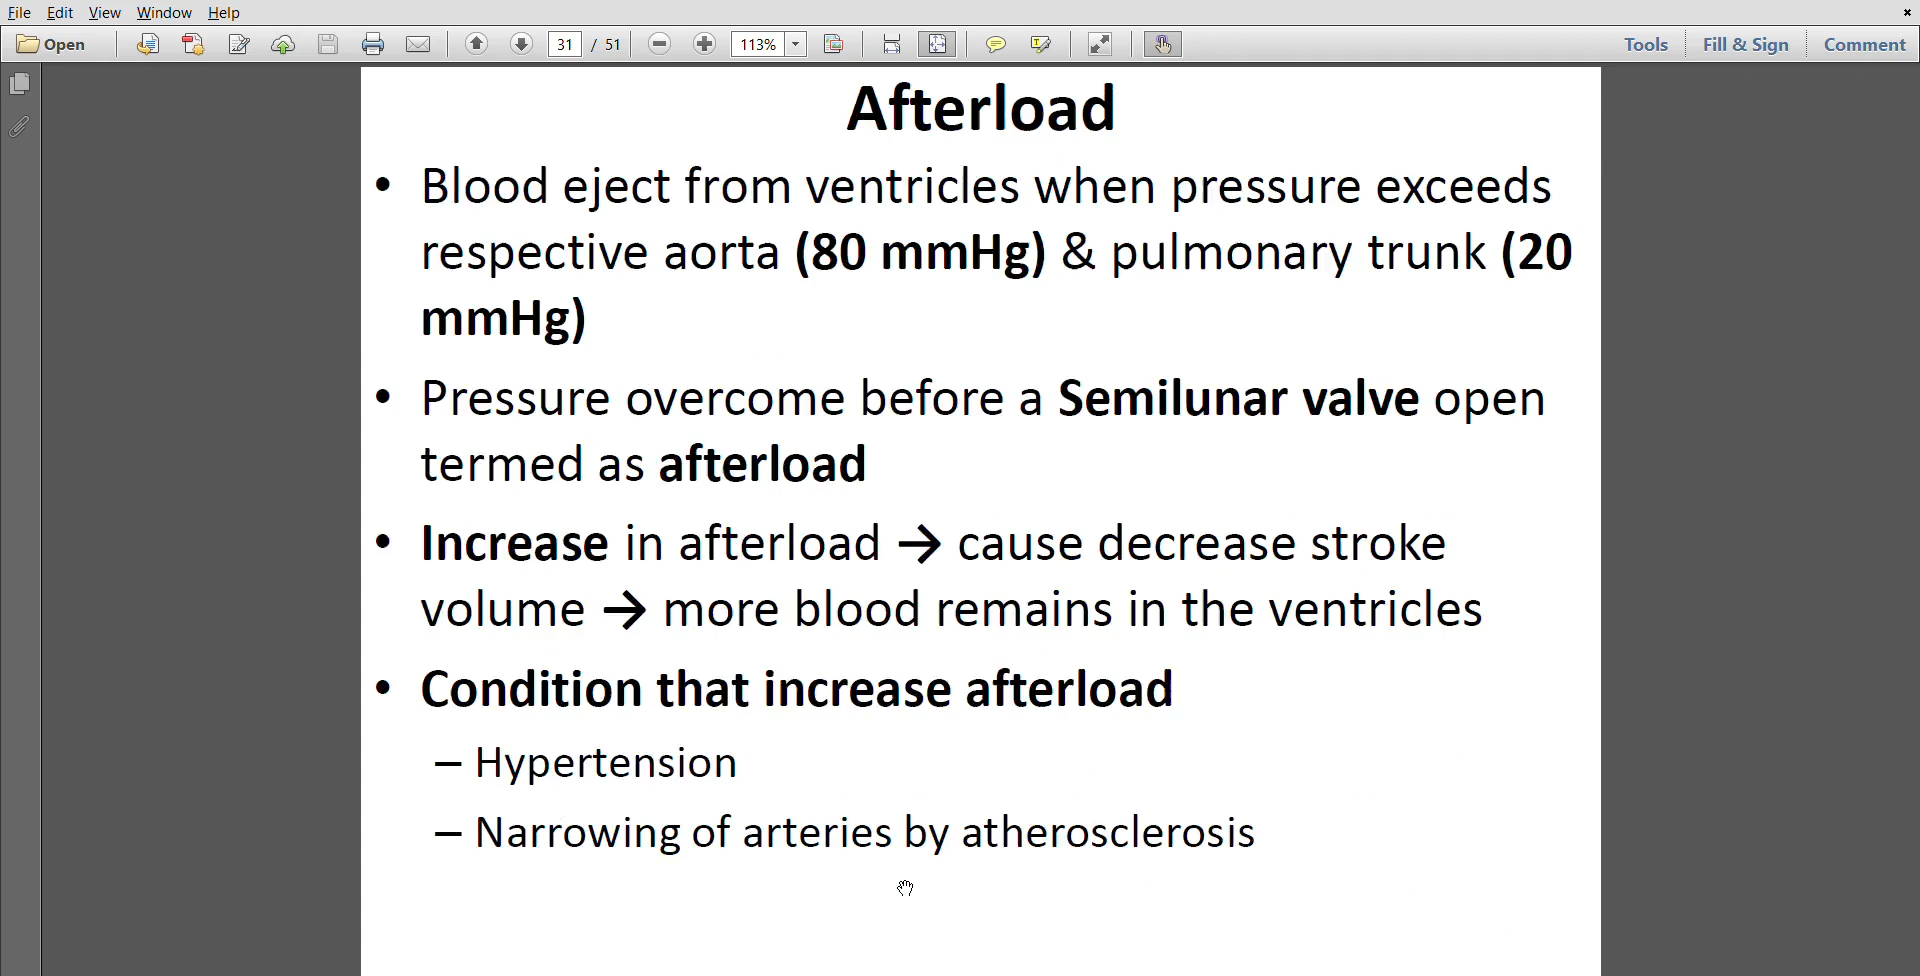 File Edit View Window Help
Open 31 / 51 113% Tools Fill & Sign Comment
Afterload
• Blood eject from ventricles when pressure exceeds
respective aorta (80 mmHg) & pulmonary trunk (20
mmHg)
• Pressure overcome before a Semilunar valve open
termed as afterload
• Increase in afterload → cause decrease stroke
volume → more blood remains in the ventricles
• Condition that increase afterload
– Hypertension
– Narrowing of arteries by atherosclerosis